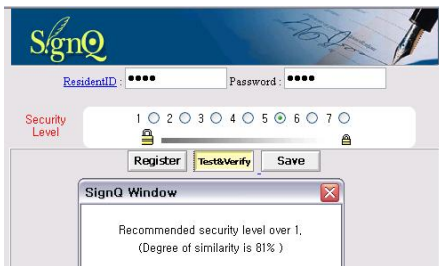 SignQ
ResidentID : •••• Password : ••••
Security Level 1 2 3 4 5 6 7
Register Test&Verify Save
SignQ Window
Recommended security level over 1,
(Degree of similarity is 81% )